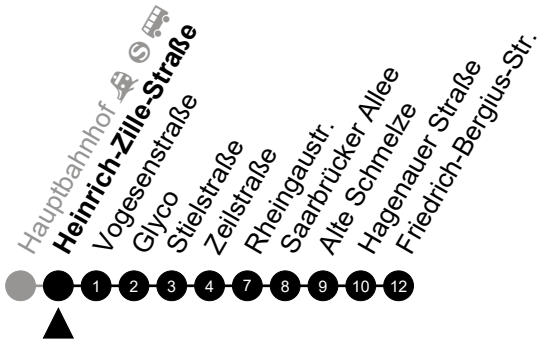 Hauptbahnhof S
Heinrich-Zille-Straße
Vogesenstraße
Glyco
Stielstraße
Zeilstraße
Rheingaustr.
Saarbrücker Allee
Alte Schmelze
Hagenauer Straße
Friedrich-Bergius-Str.
1 2 3 4 7 8 9 10 12